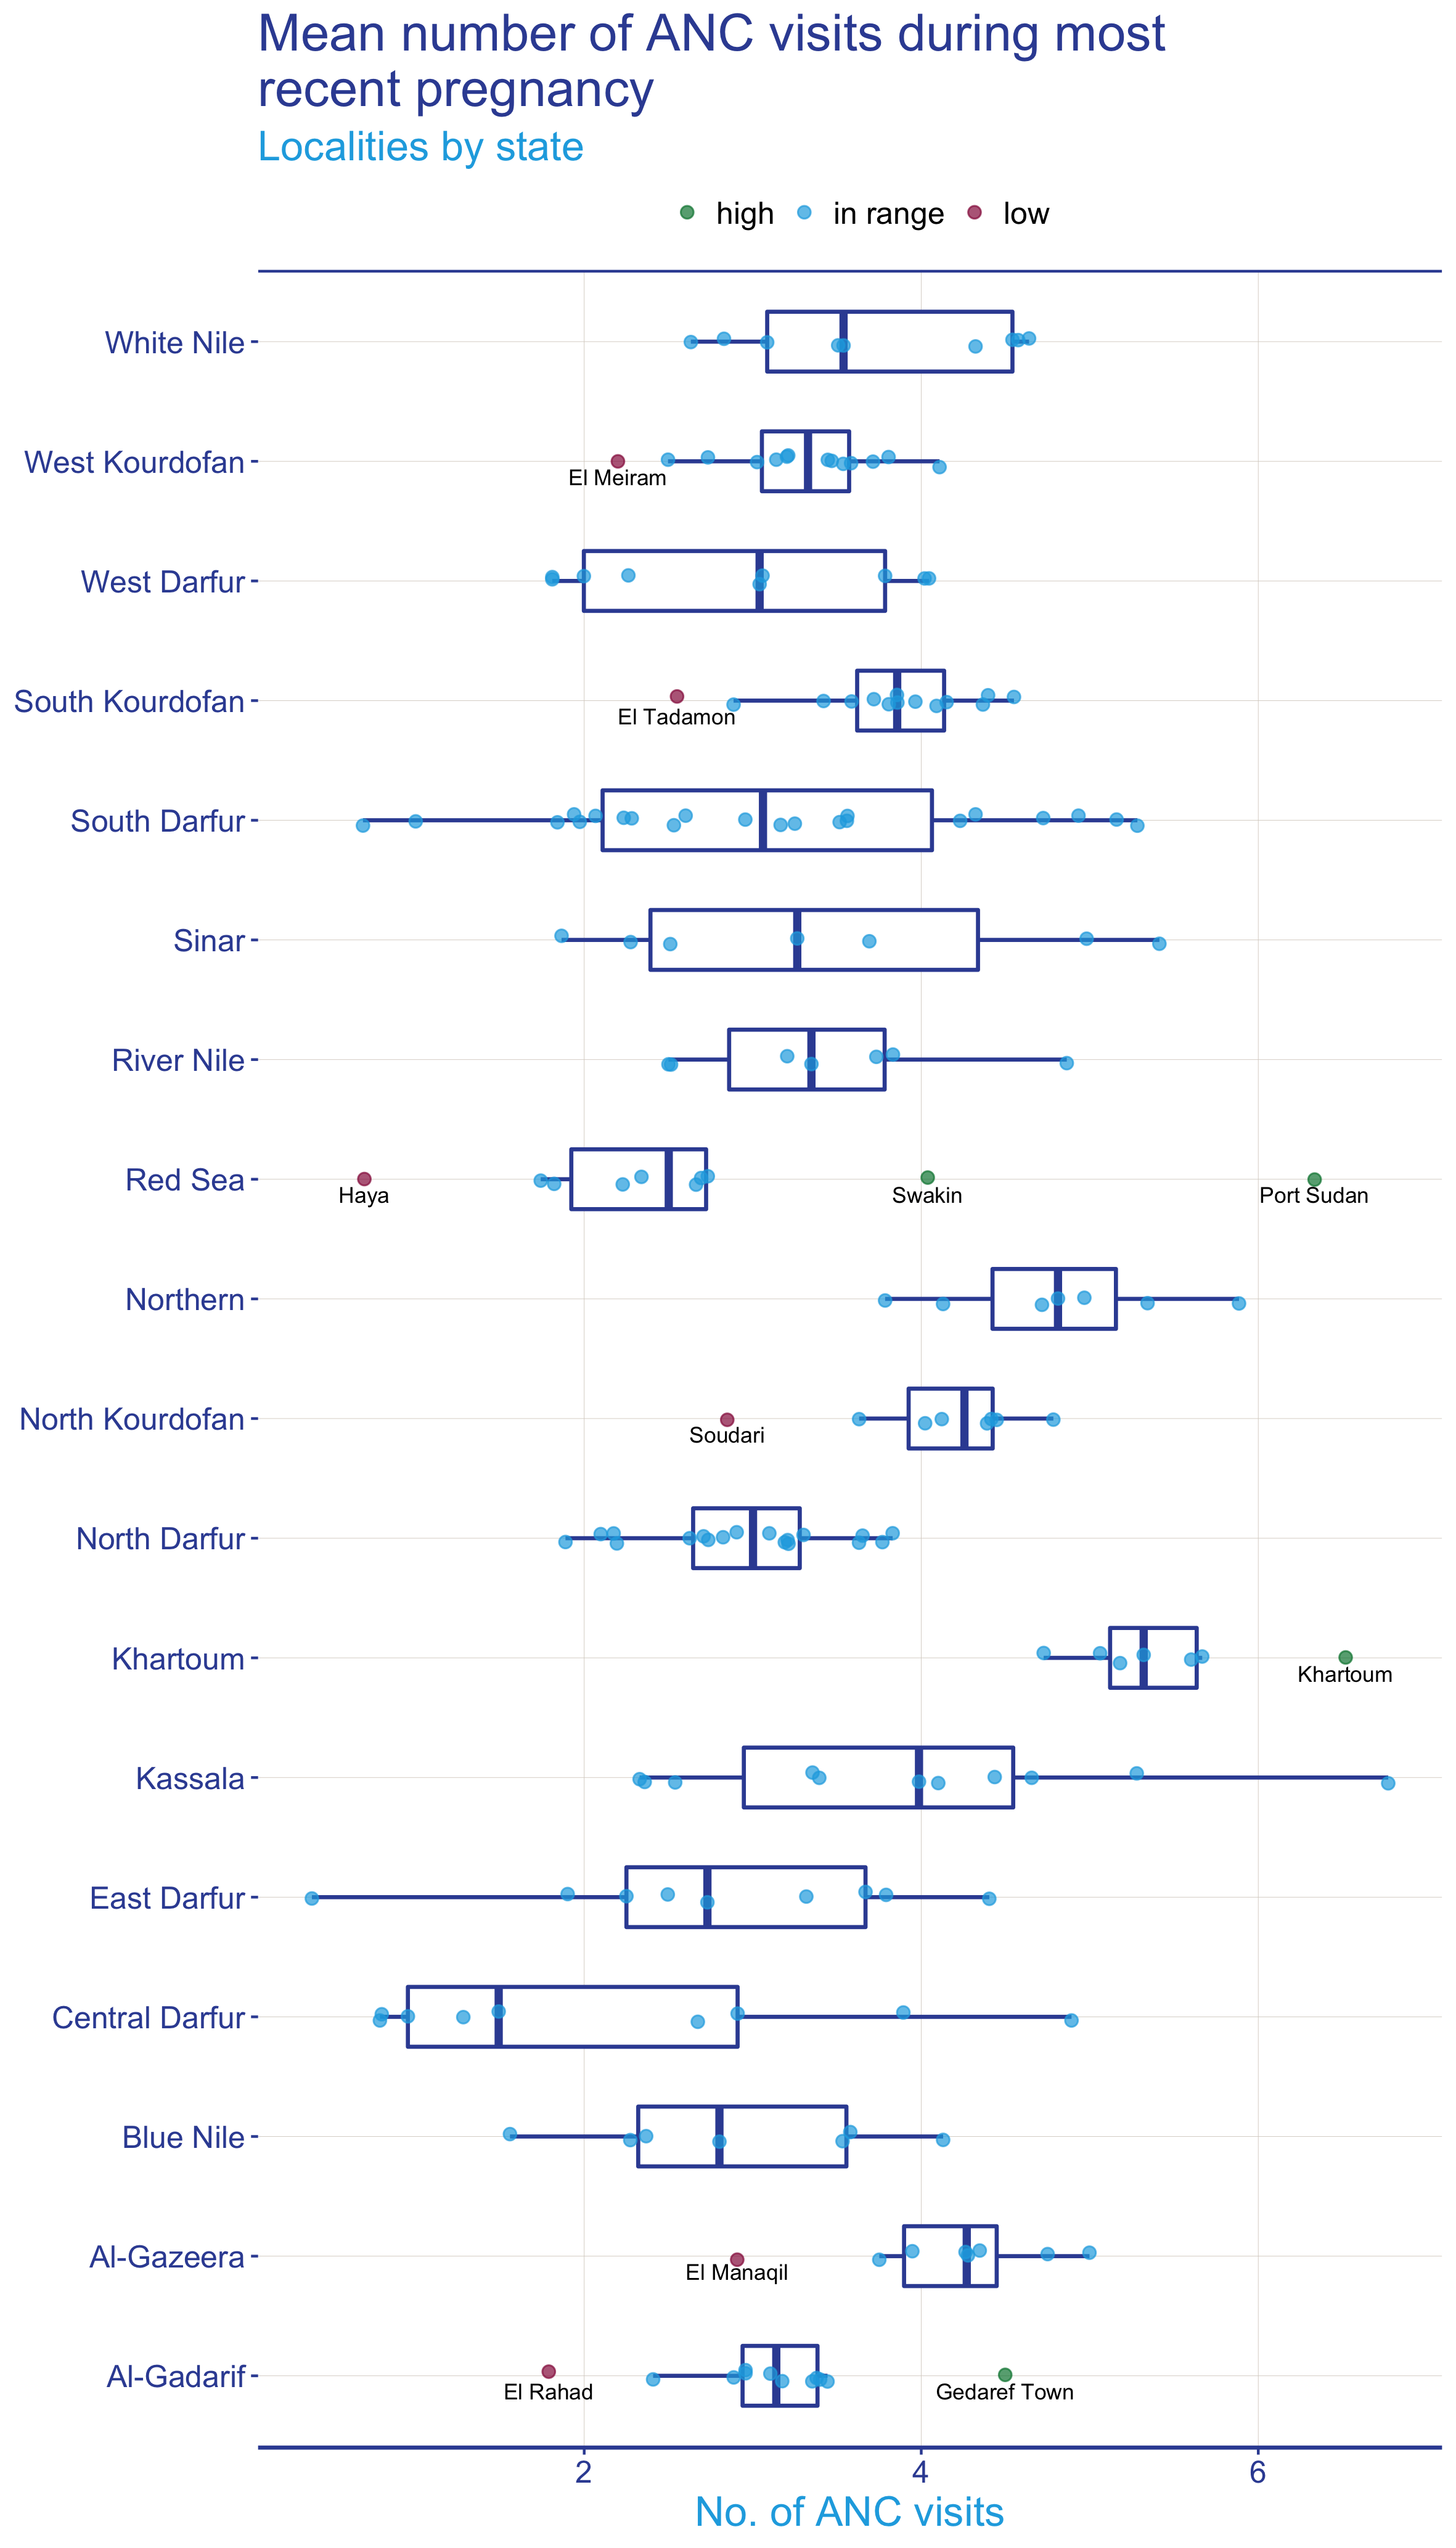 Mean number of ANC visits during most
recent pregnancy
Localities by state
high in range low
White Nile
West Kourdofan
El Meiram
West Darfur
South Kourdofan
El Tadamon
South Darfur
Sinar
River Nile
Red Sea
Haya Swakin Port Sudan
Northern
North Kourdofan
Soudari
North Darfur
Khartoum
Khartoum
Kassala
East Darfur
Central Darfur
Blue Nile
Al-Gazeera
El Manaqil
Al-Gadarif
El Rahad Gedaref Town
2 4 6
No. of ANC visits